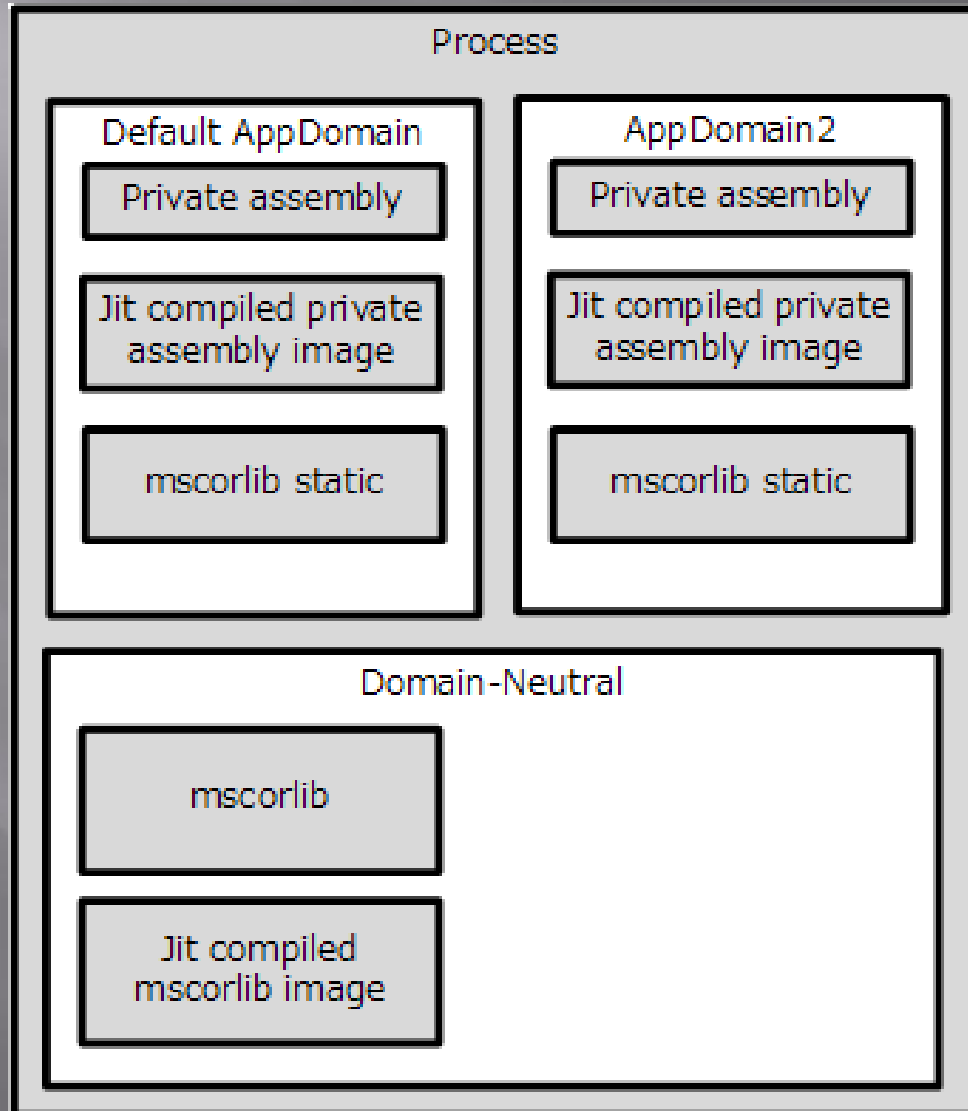 Process
Default AppDomain
Private assembly
Jit compiled private
assembly image
mscorlib static
AppDomain2
Private assembly
Jit compiled private
assembly image
mscorlib static
Domain-Neutral
mscorlib
Jit compiled
mscorlib image